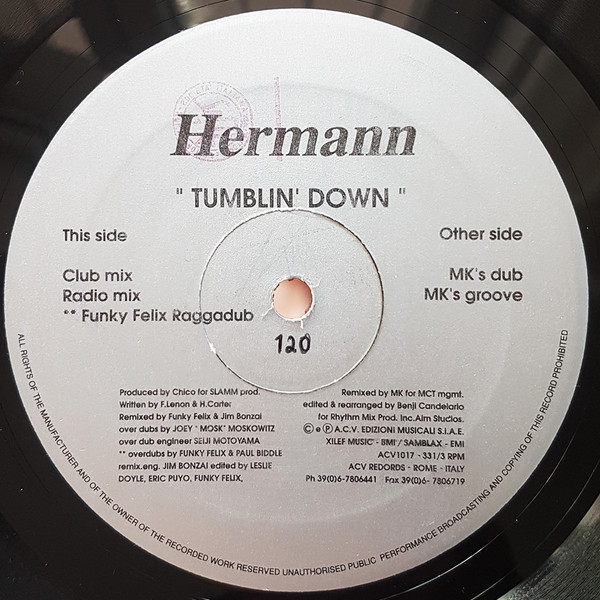 Hermann
" TUMBLIN' DOWN "
This side
Other side
Club mix
Radio mix
** Funky Felix Raggadub
MK's dub
MK's groove
120
Produced by Chico for SLAMM prod.
Written by F.Lenon & H.Carter
Remixed by Funky Felix & Jim Bonzai
over dubs by JOEY " MOSK" MOSKOWITZ
over dub engineer SEIJI MOTOYAMA
** overdubs by FUNKY FELIX & PAUL BIDDLE
remix.eng. JIM BONZAI edited by LESLIE
DOYLE, ERIC PUYO, FUNKY FELIX,
Remixed by MK for MCT mgmt.
edited & rearranged by Benji Candelario
for Rhythm Mix Prod. Inc.Aim Studios.
© e ℗ A.C.V. EDIZIONI MUSICALI S.I.A.E.
XILEF MUSIC - BMI / SAMBLAX - EMI
ACV1017 - 331/3 RPM
ACV REDORDS - ROME - ITALY
Ph 39(0)6-7806441 Fax 39(0)6- 7806719
ALL RIGHTS OF THE MANUFACTURER AND OF THE OWNER OF THE RECORDED WORK RESERVED UNAUTHORISED PUBLIC PERFORMANCE BROADCASTING AND COPYING OF THIS RECORD PROHIBITED